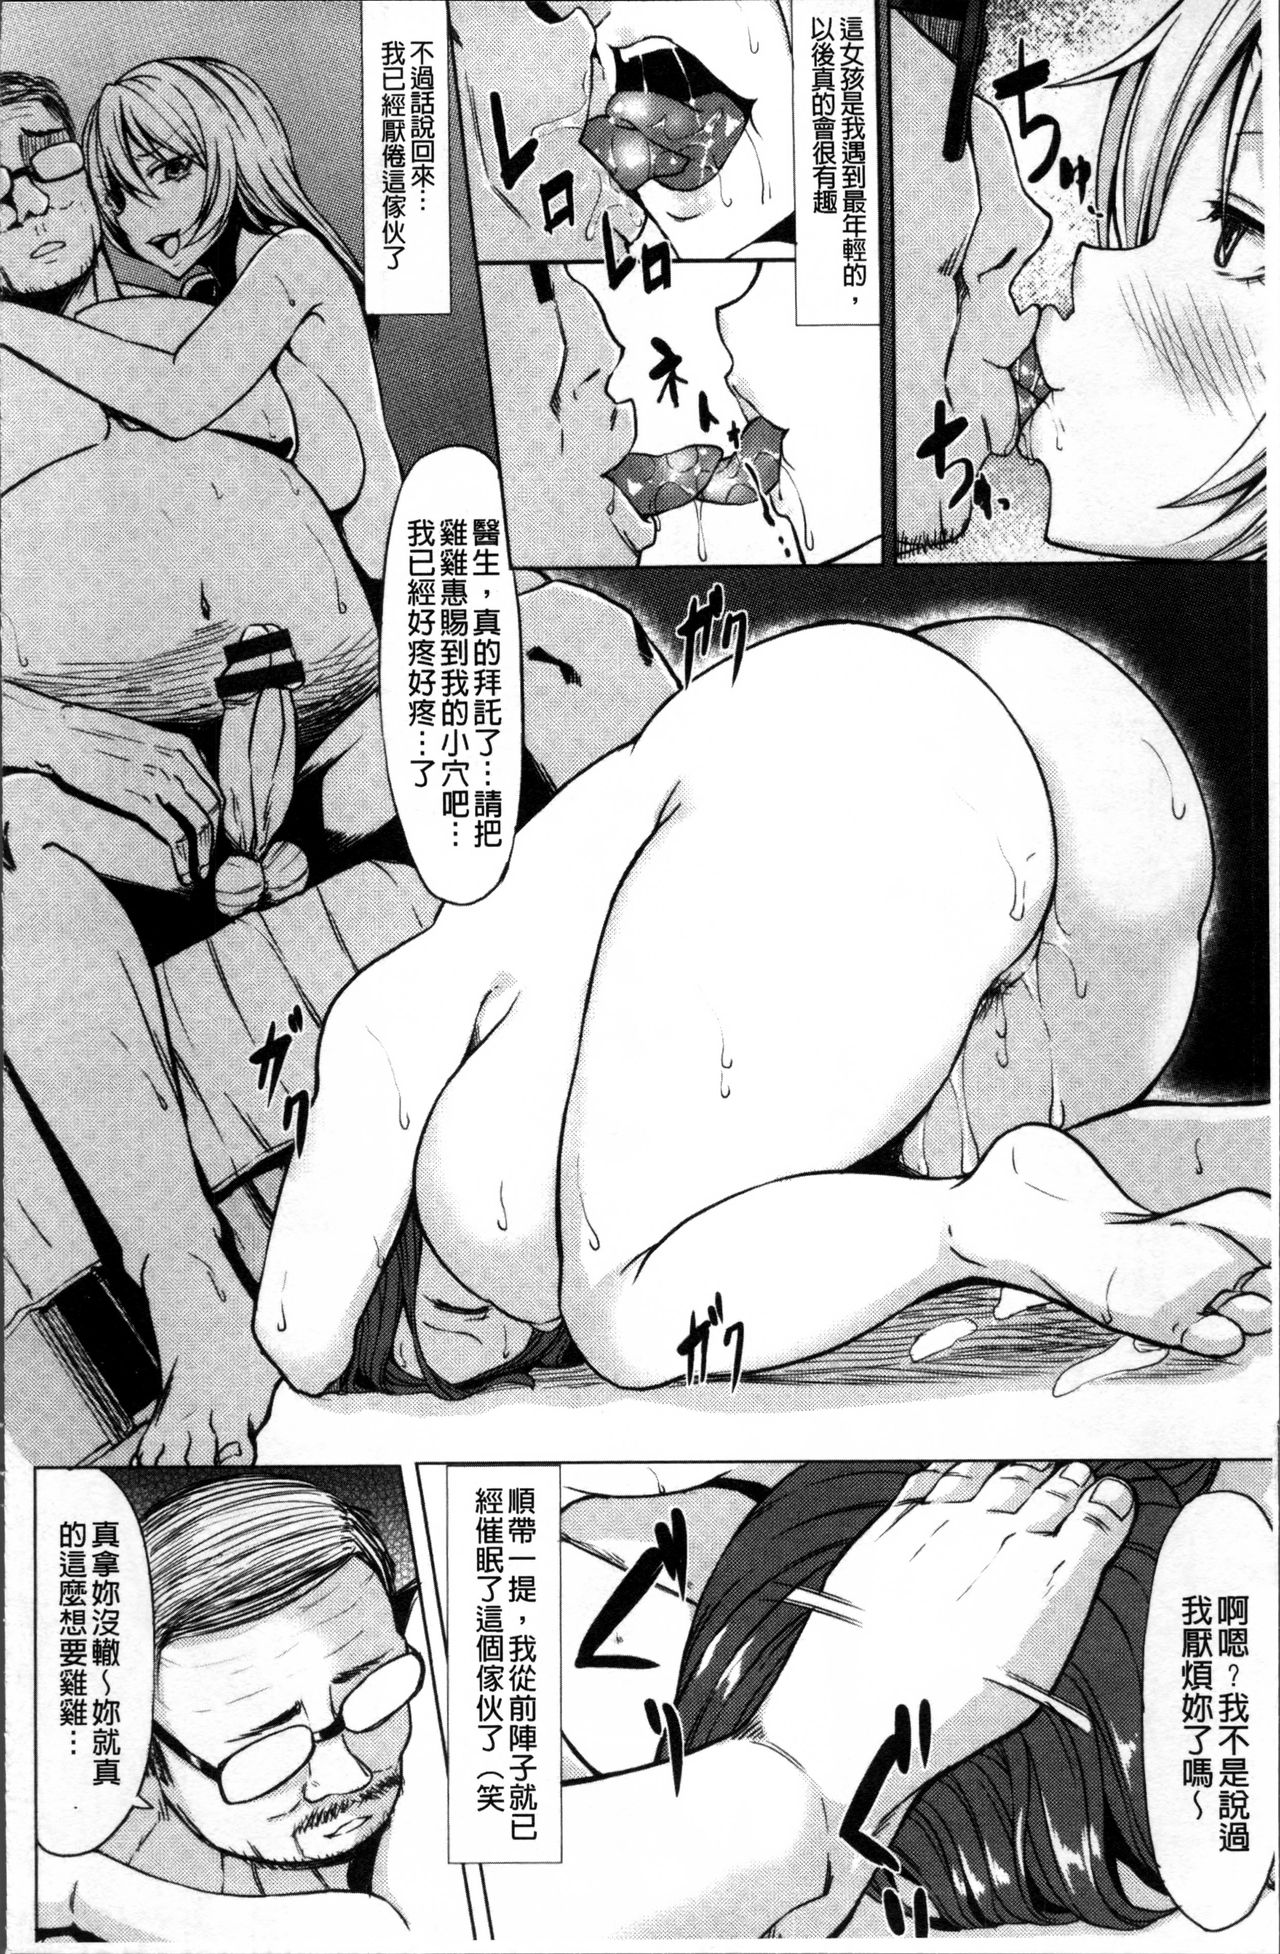 ちゅ
ちゅっ
這女孩是我遇到最年輕的，
以後真的會很有趣
レロ
レロ
ネト
ネト
不過話說回來…
我已經厭倦這傢伙了
醫生，真的拜託了…請把
雞雞惠賜到我的小穴吧…
我已經好疼好疼…了
ガク
ガク
ガク
啊嗯？我不是說過
我厭煩妳了嗎～
ぐ
ぐ
順帶一提，我從前陣子就已
經催眠了這個傢伙了（笑
真拿妳沒轍～妳就真
的這麼想要雞雞…